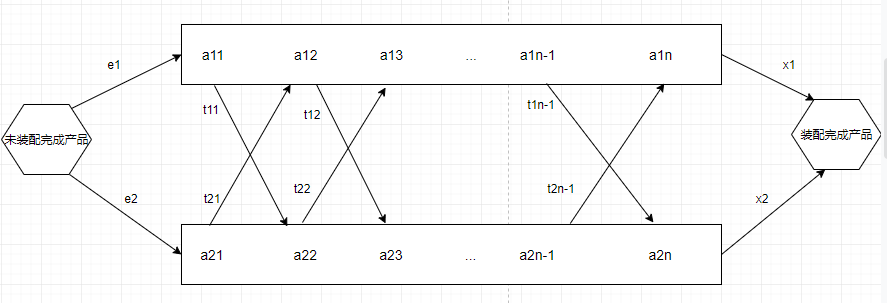 a11 a12 a13 ... a1n-1 a1n
e1
x1
t11
t12
t1n-1
未装配完成产品
装配完成产品
t21
t22
t2n-1
e2
x2
a21 a22 a23 ... a2n-1 a2n